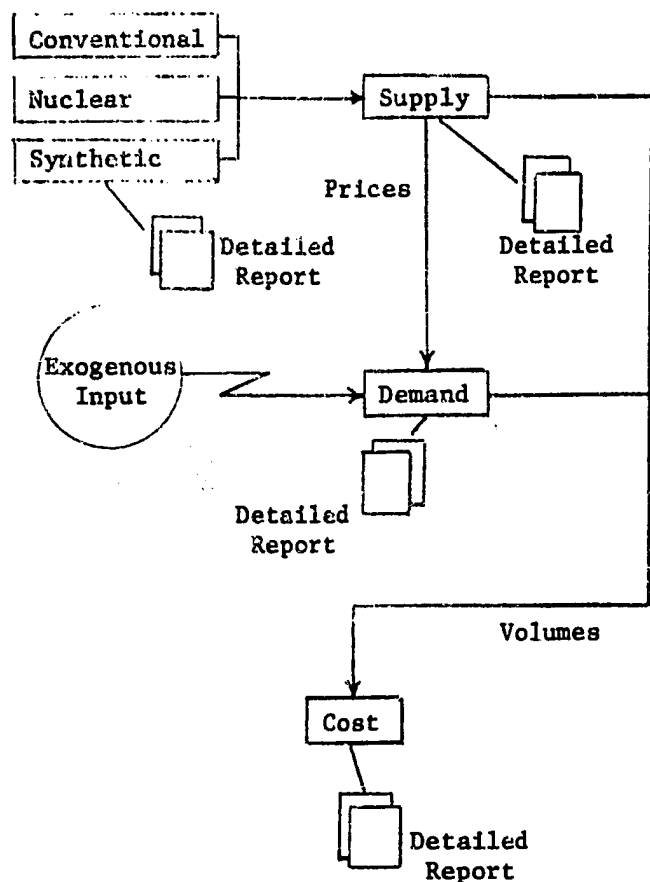 Conventional
Nuclear
Synthetic
Supply
Prices
Detailed
Report
Detailed
Report
Exogenous
Input
Demand
Detailed
Report
Volumes
Cost
Detailed
Report